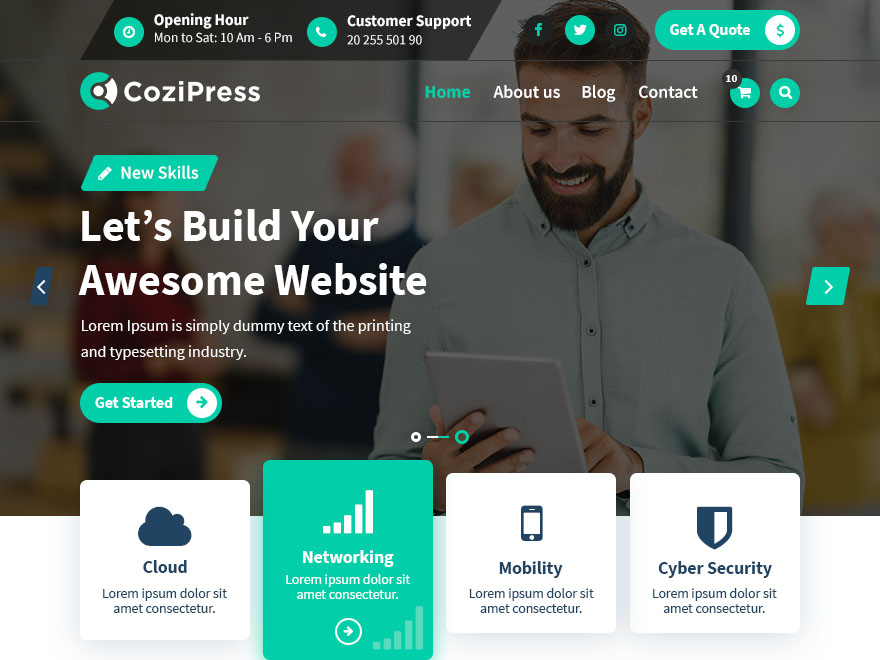 Opening Hour
Mon to Sat: 10 Am - 6 Pm
Customer Support
20 255 501 90
Get A Quote
$
CoziPress
Home
About us
Blog
Contact
10
New Skills
Let’s Build Your
Awesome Website
Lorem Ipsum is simply dummy text of the printing
and typesetting industry.
Get Started
Cloud
Lorem ipsum dolor sit
amet consectetur.
Networking
Lorem ipsum dolor sit
amet consectetur.
Mobility
Lorem ipsum dolor sit
amet consectetur.
Cyber Security
Lorem ipsum dolor sit
amet consectetur.